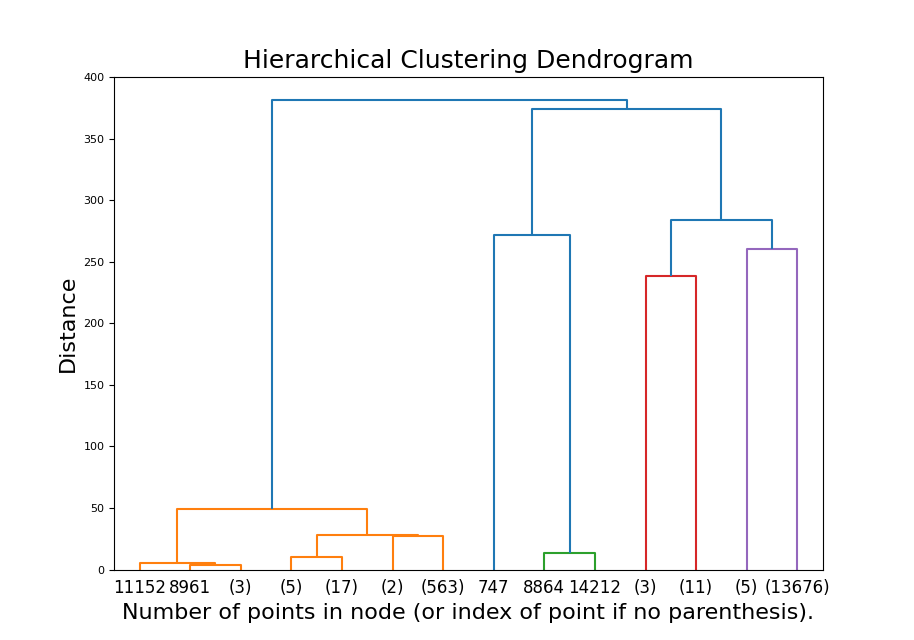 Hierarchical Clustering Dendrogram
400
350
300
250
200
150
100
50
0
Distance
11152 8961 (3) (5) (17) (2) (563) 747 8864 14212 (3) (11) (5) (13676)
Number of points in node (or index of point if no parenthesis).